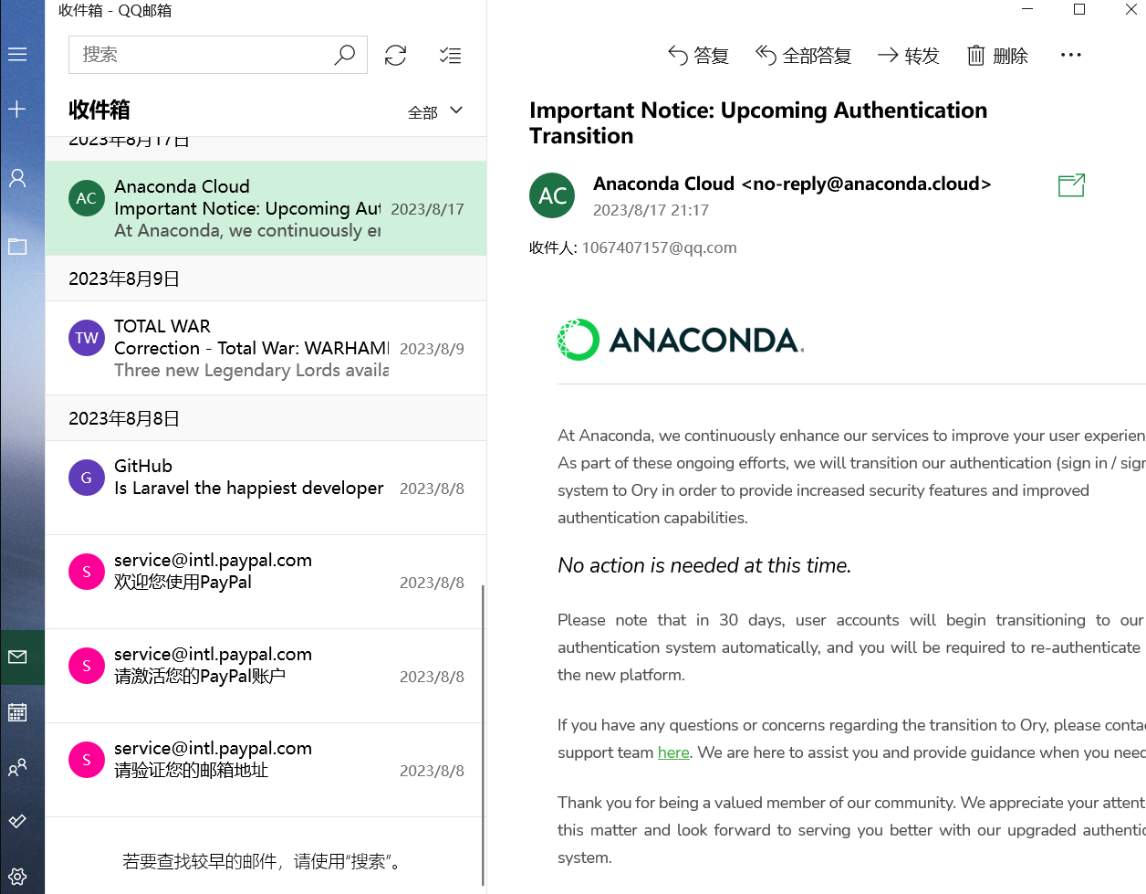 收件箱 - QQ邮箱
搜索
收件箱
全部
2023年8月17日
AC
Anaconda Cloud
Important Notice: Upcoming Aut
2023/8/17
At Anaconda, we continuously en
2023年8月9日
TW
TOTAL WAR
Correction - Total War: WARHAMM
2023/8/9
Three new Legendary Lords availa
2023年8月8日
G
GitHub
Is Laravel the happiest developer
2023/8/8
S
service@intl.paypal.com
欢迎您使用PayPal
2023/8/8
S
service@intl.paypal.com
请激活您的PayPal账户
2023/8/8
S
service@intl.paypal.com
请验证您的邮箱地址
2023/8/8
若要查找较早的邮件，请使用“搜索”。
答复
全部答复
转发
删除
Important Notice: Upcoming Authentication
Transition
AC
Anaconda Cloud <no-reply@anaconda.cloud>
2023/8/17 21:17
收件人: 1067407157@qq.com
ANACONDA.
At Anaconda, we continuously enhance our services to improve your user experien
As part of these ongoing efforts, we will transition our authentication (sign in / sign
system to Ory in order to provide increased security features and improved
authentication capabilities.
No action is needed at this time.
Please note that in 30 days, user accounts will begin transitioning to our
authentication system automatically, and you will be required to re-authenticate
the new platform.
If you have any questions or concerns regarding the transition to Ory, please contac
support team here. We are here to assist you and provide guidance when you need
Thank you for being a valued member of our community. We appreciate your attent
this matter and look forward to serving you better with our upgraded authentic
system.